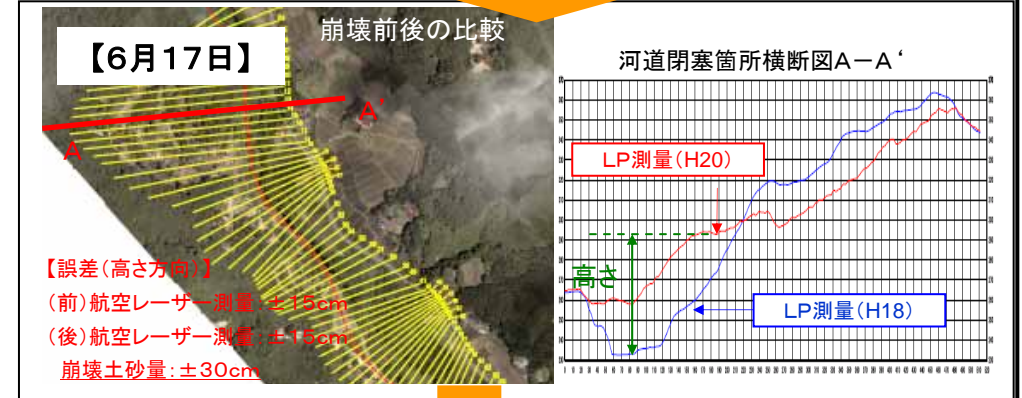 崩壊前後の比較
【6月17日】
A
A'
【誤差(高さ方向)】
(前)航空レーザー測量:±15cm
(後)航空レーザー測量:±15cm
崩壊土砂量:±30cm
河道閉塞箇所横断図A-A‘
LP測量(H20)
高さ
LP測量(H18)